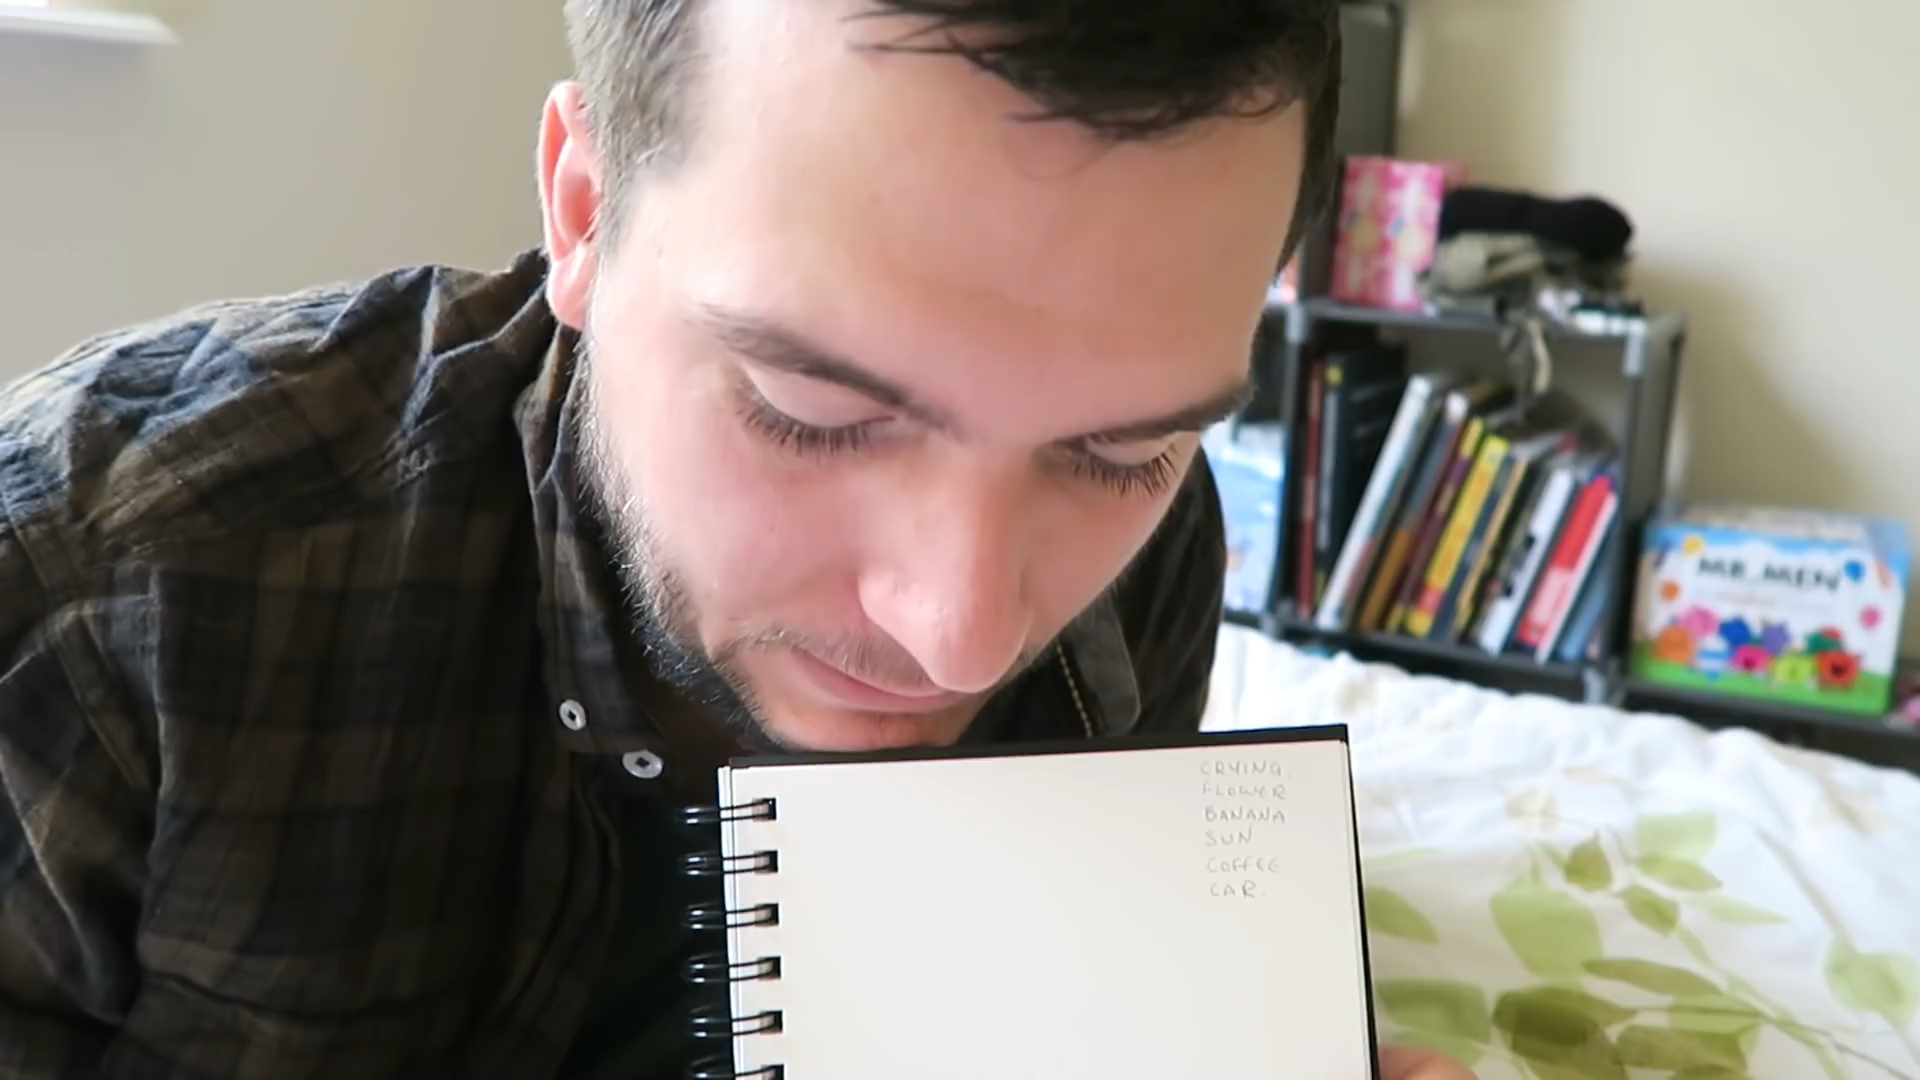 MR. MEN
CRYING.
FLOWER
BANANA
SUN
COFFEE
CAR.